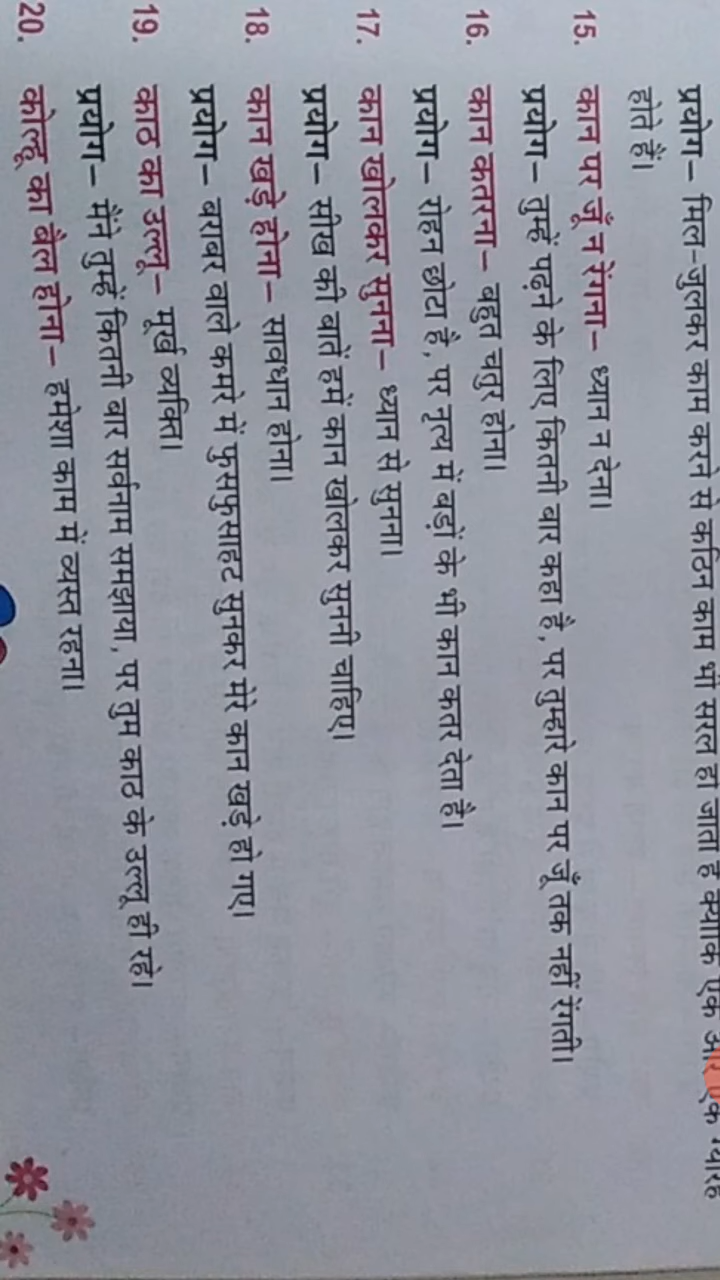 प्रयोग– मिल-जुलकर काम करने से कठिन काम भी सरल हो जाता है क्योंकि एक और एक ग्यारह
होते हैं।
15. कान पर जूँ न रेंगना– ध्यान न देना।
प्रयोग– तुम्हें पढ़ने के लिए कितनी बार कहा है, पर तुम्हारे कान पर जूँ तक नहीं रेंगती।
16. कान कतरना– बहुत चतुर होना।
प्रयोग– रोहन छोटा है, पर नृत्य में बड़ों के भी कान कतर देता है।
17. कान खोलकर सुनना– ध्यान से सुनना।
प्रयोग– सीख की बातें हमें कान खोलकर सुननी चाहिए।
18. कान खड़े होना– सावधान होना।
प्रयोग– बराबर वाले कमरे में फुसफुसाहट सुनकर मेरे कान खड़े हो गए।
19. काठ का उल्लू– मूर्ख व्यक्ति।
प्रयोग– मैंने तुम्हें कितनी बार सर्वनाम समझाया, पर तुम काठ के उल्लू ही रहे।
20. कोल्हू का बैल होना– हमेशा काम में व्यस्त रहना।